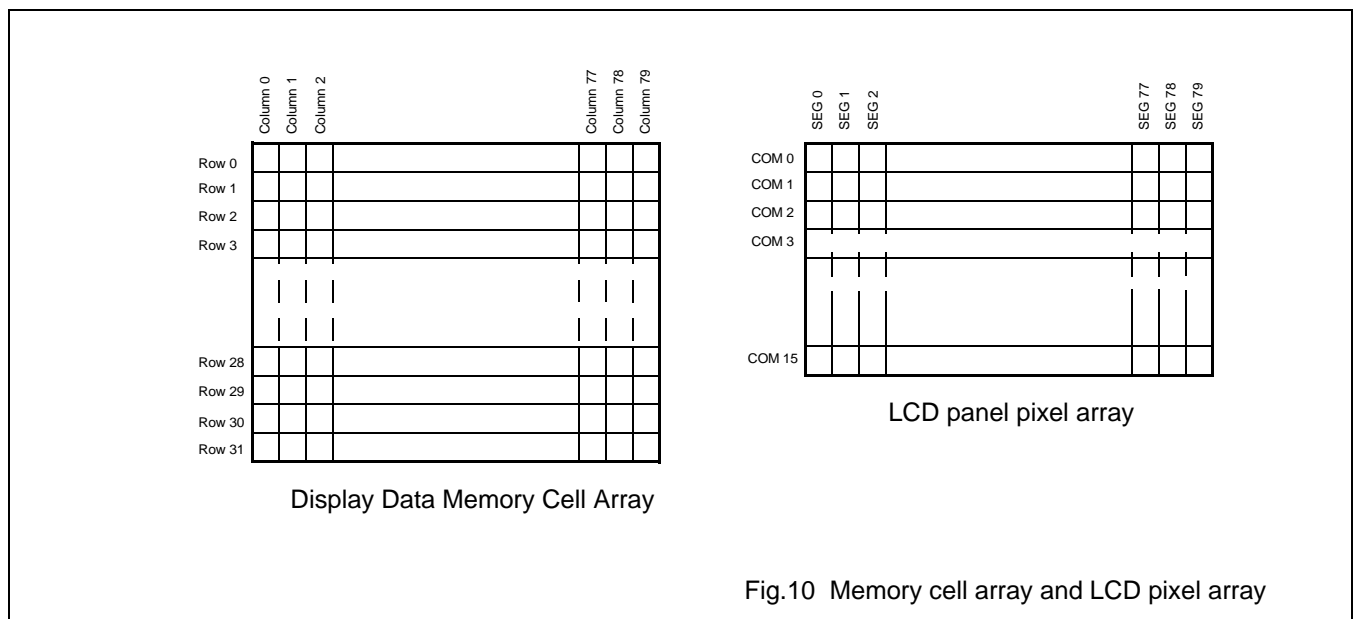 Column 0
Column 1
Column 2
Column 77
Column 78
Column 79
Row 0
Row 1
Row 2
Row 3
Row 28
Row 29
Row 30
Row 31
Display Data Memory Cell Array
SEG 0
SEG 1
SEG 2
SEG 77
SEG 78
SEG 79
COM 0
COM 1
COM 2
COM 3
COM 15
LCD panel pixel array
Fig.10 Memory cell array and LCD pixel array